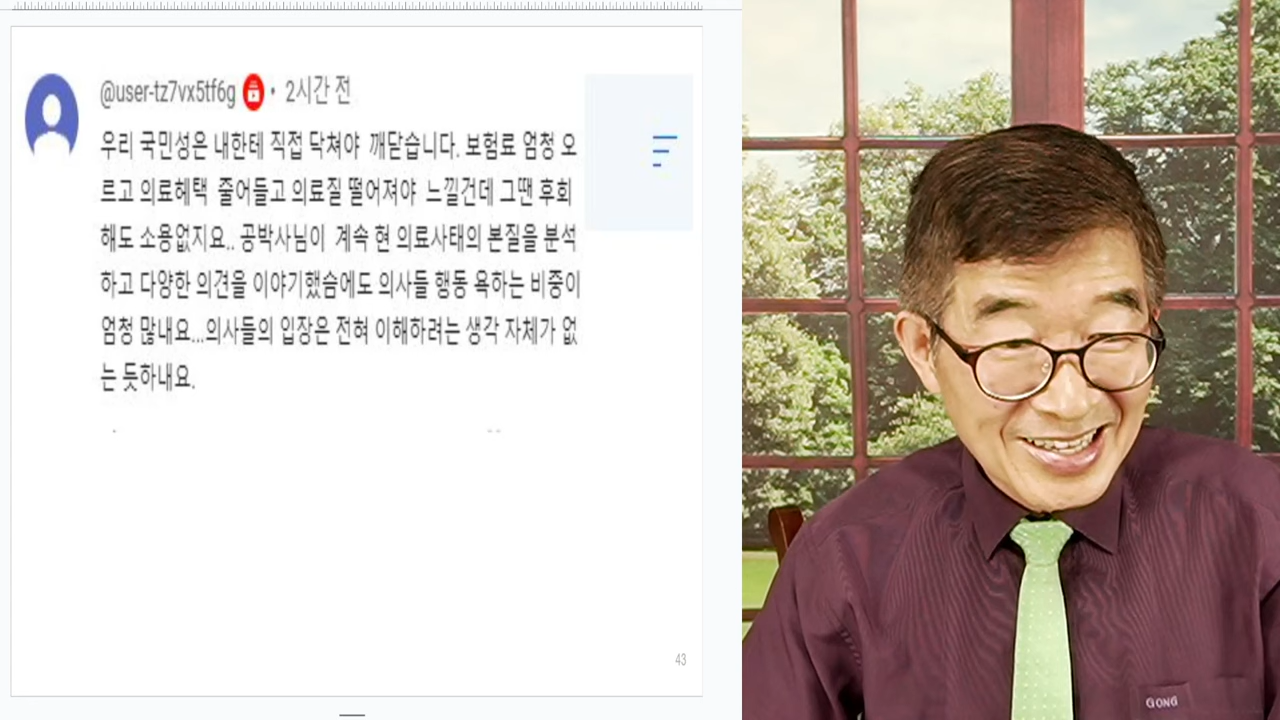 @user-tz7vx5tf6g • 2시간 전
우리 국민성은 내한테 직접 닥쳐야 깨닫습니다. 보험료 엄청 오
르고 의료혜택 줄어들고 의료질 떨어져야 느낄건데 그땐 후회
해도 소용없지요.. 공박사님이 계속 현 의료사태의 본질을 분석
하고 다양한 의견을 이야기했슴에도 의사들 행동 욕하는 비중이
엄청 많내요...의사들의 입장은 전혀 이해하려는 생각 자체가 없
는 듯하내요.
43
GONG